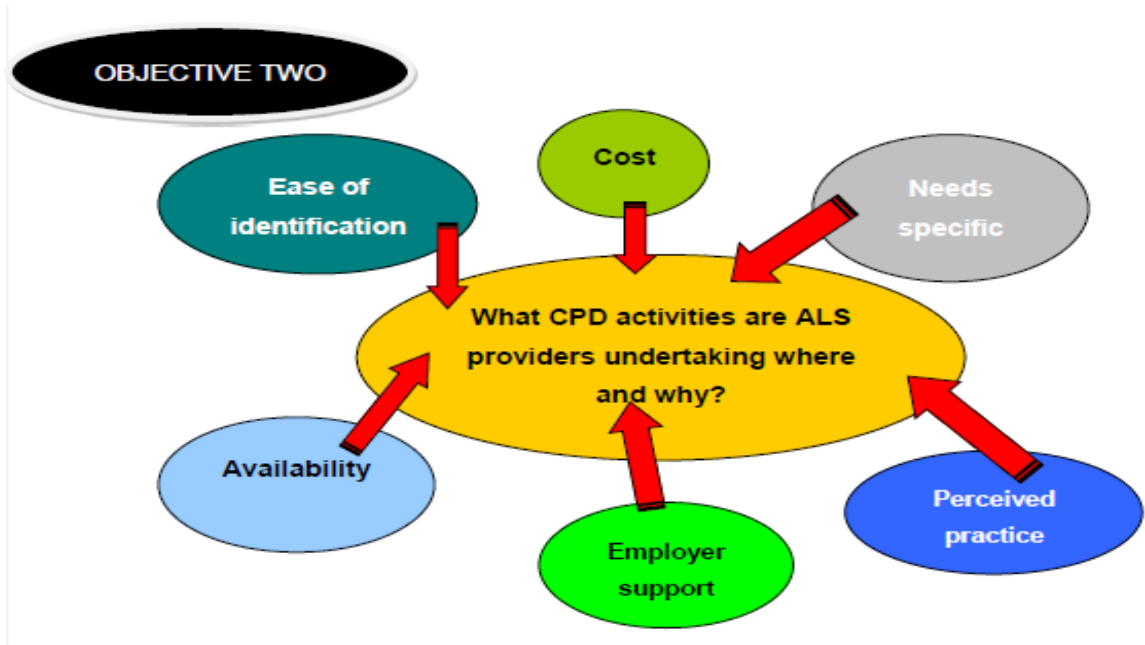 OBJECTIVE TWO
Cost
Ease of
identification
Needs
specific
What CPD activities are ALS
providers undertaking where
and why?
Availability
Employer
support
Perceived
practice